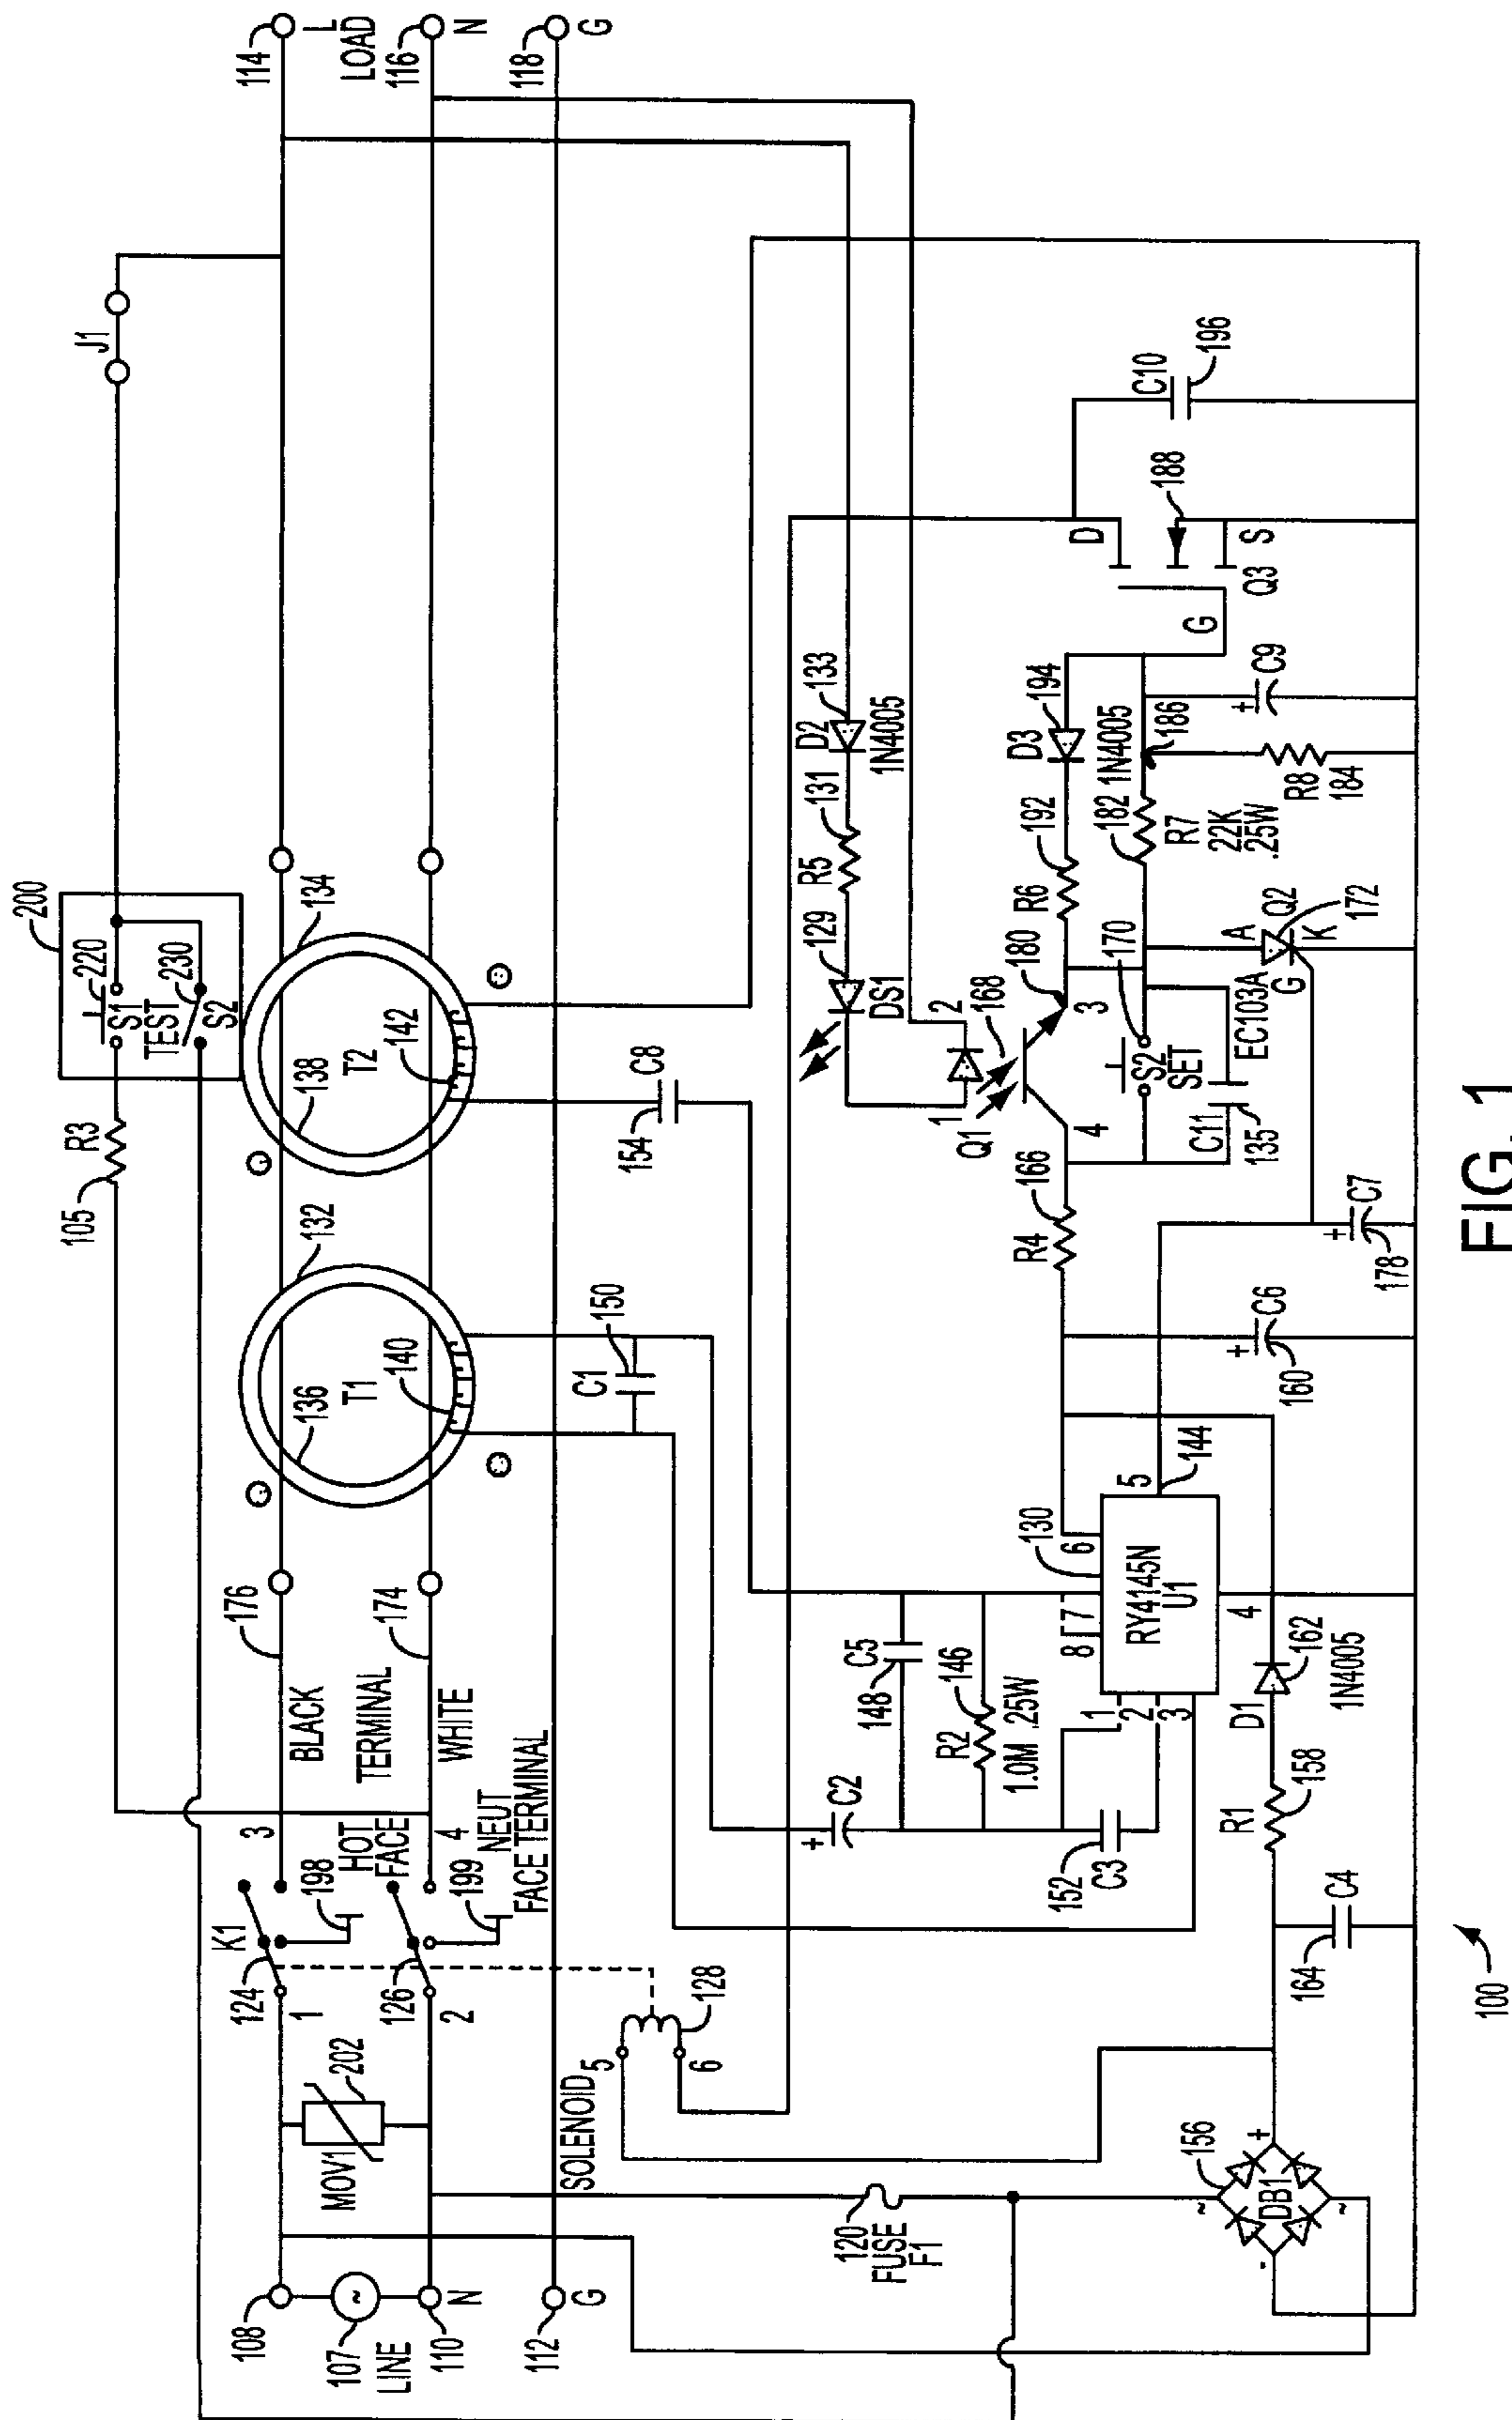 114
L
LOAD
116
N
118
G
J1
200
220
S1
TEST
230
S2
134
138
T2
142
R3
105
132
136
T1
140
C1
150
154
C8
176
BLACK
TERMINAL
174
WHITE
3
HOT
FACE
198
4
NEUT
FACE TERMINAL
199
K1
124
1
126
2
202
MOV1
SOLENOID
5
6
128
108
~
107
LINE
N
110
112
G
120
FUSE
F1
D2
133
1N4005
131
R5
129
DS1
1
2
Q1
168
4
3
180
R6
192
D3
194
1N4005
186
182
R7
22K
.25W
R8
184
+
C9
170
S2
SET
C11
135
EC103A
A
Q2
172
K
G
D
188
S
Q3
G
C10
196
166
R4
+
C6
160
+
C7
178
C5
148
R2
146
1.0M .25W
+
C2
152
C3
130
6
5
144
8
7
RY4145N
U1
1
2
3
4
D1
162
1N4005
R1
158
164
C4
156
DB1
+
-
~
~
100
FIG. 1